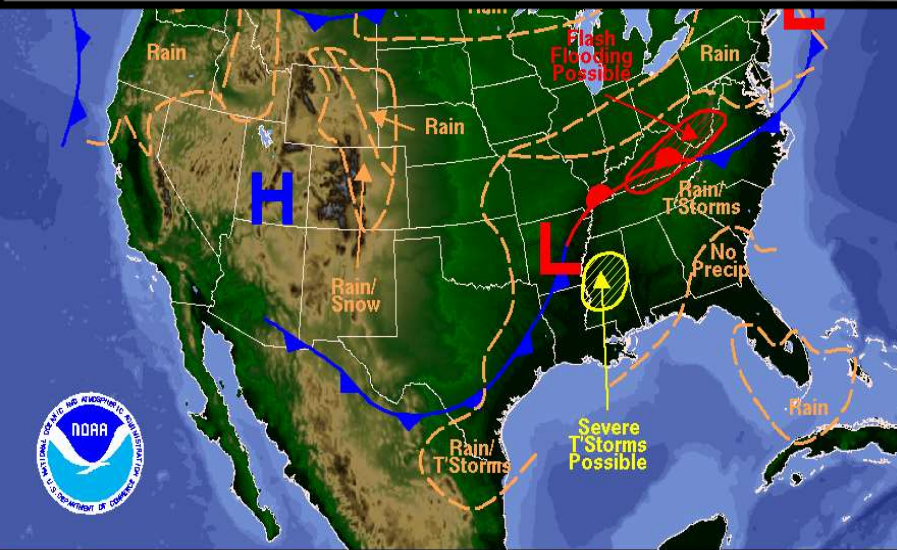 Rain
L
Flash
Flooding
Possible
Rain
Rain
Rain
H
Rain/
T'Storms
No
Precip
L
Rain/
Snow
Rain
Severe
T'Storms
Possible
Rain/
T'Storms
NOAA
NATIONAL OCEANIC AND ATMOSPHERIC ADMINISTRATION
U.S. DEPARTMENT OF COMMERCE